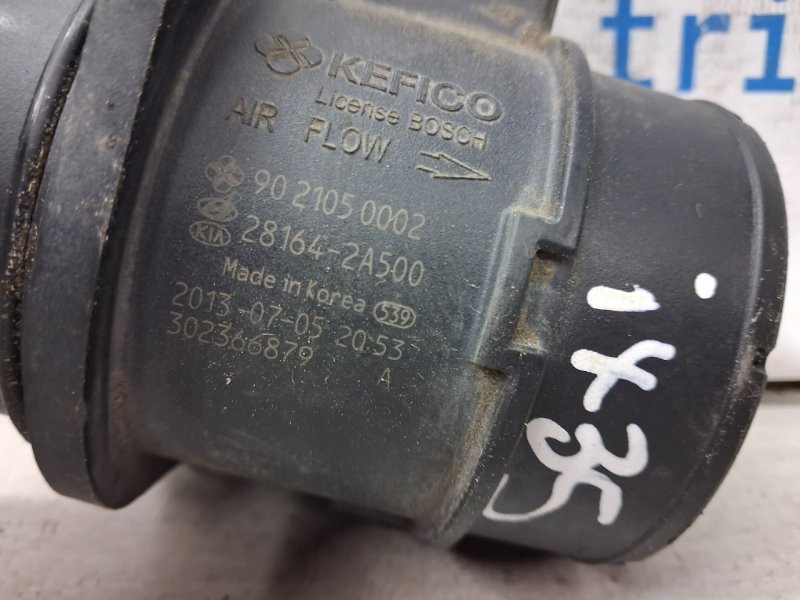 tri
KEFICO
License BOSCH
AIR FLOW
90 2105 0002
KIA 28164-2A500
Made in Korea 539
2013-07-05 20:53
302366879 A
1X35